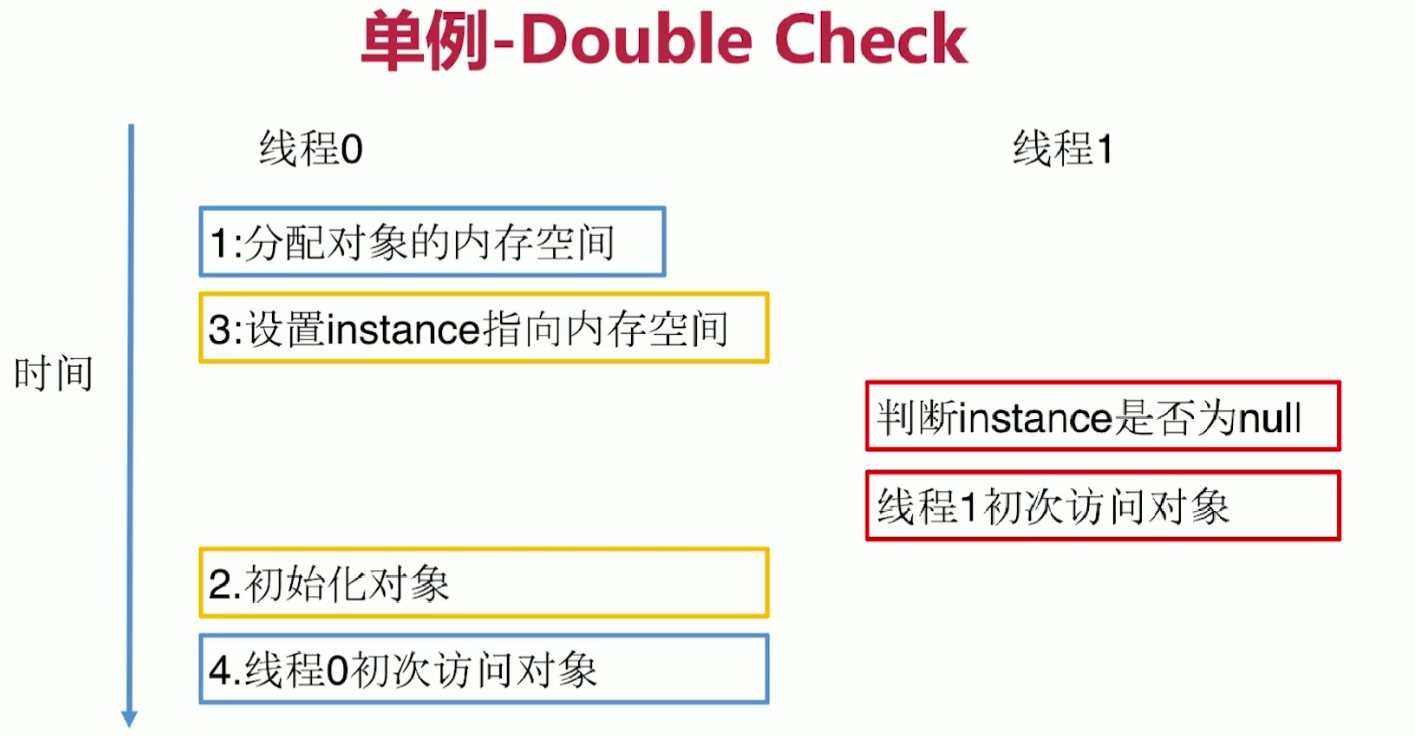 单例-Double Check
线程0
线程1
1:分配对象的内存空间
3:设置instance指向内存空间
时间
判断instance是否为null
线程1初次访问对象
2.初始化对象
4.线程0初次访问对象